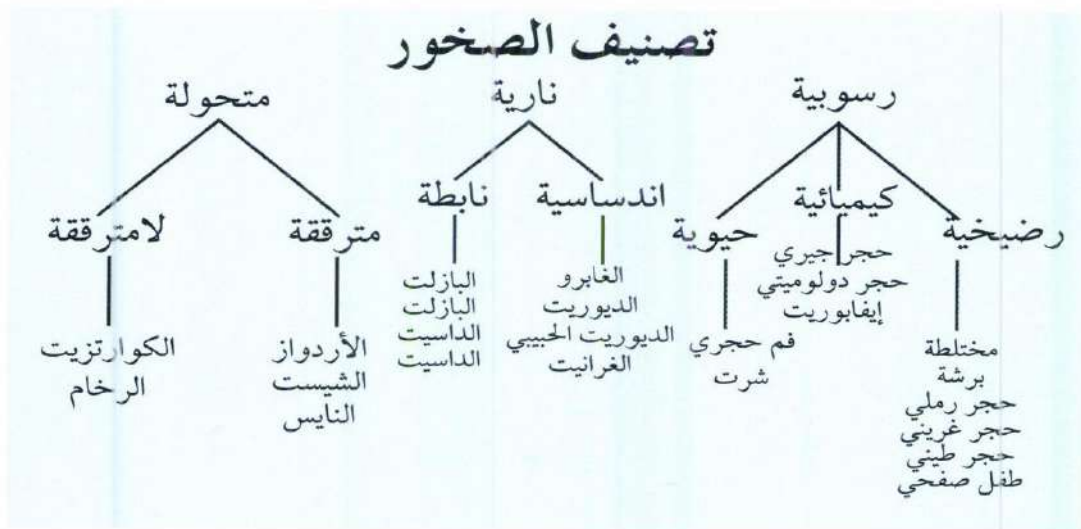 تصنيف الصخور
رسوبية
نارية
متحولة
رضيخية
كيميائية
حيوية
اندساسية
نابطة
مترققة
لامترققة
مختلطة
برشة
حجر رملي
حجر غريني
حجر طيني
طفل صفحي
حجر جيري
حجر دولوميتي
إيفابوريت
فم حجري
شرت
الغابرو
الديوريت
الديوريت الحبيبي
الغرانيت
البازلت
البازلت
الداسيت
الداسيت
الأردواز
الشيست
النايس
الكوارتزيت
الرخام